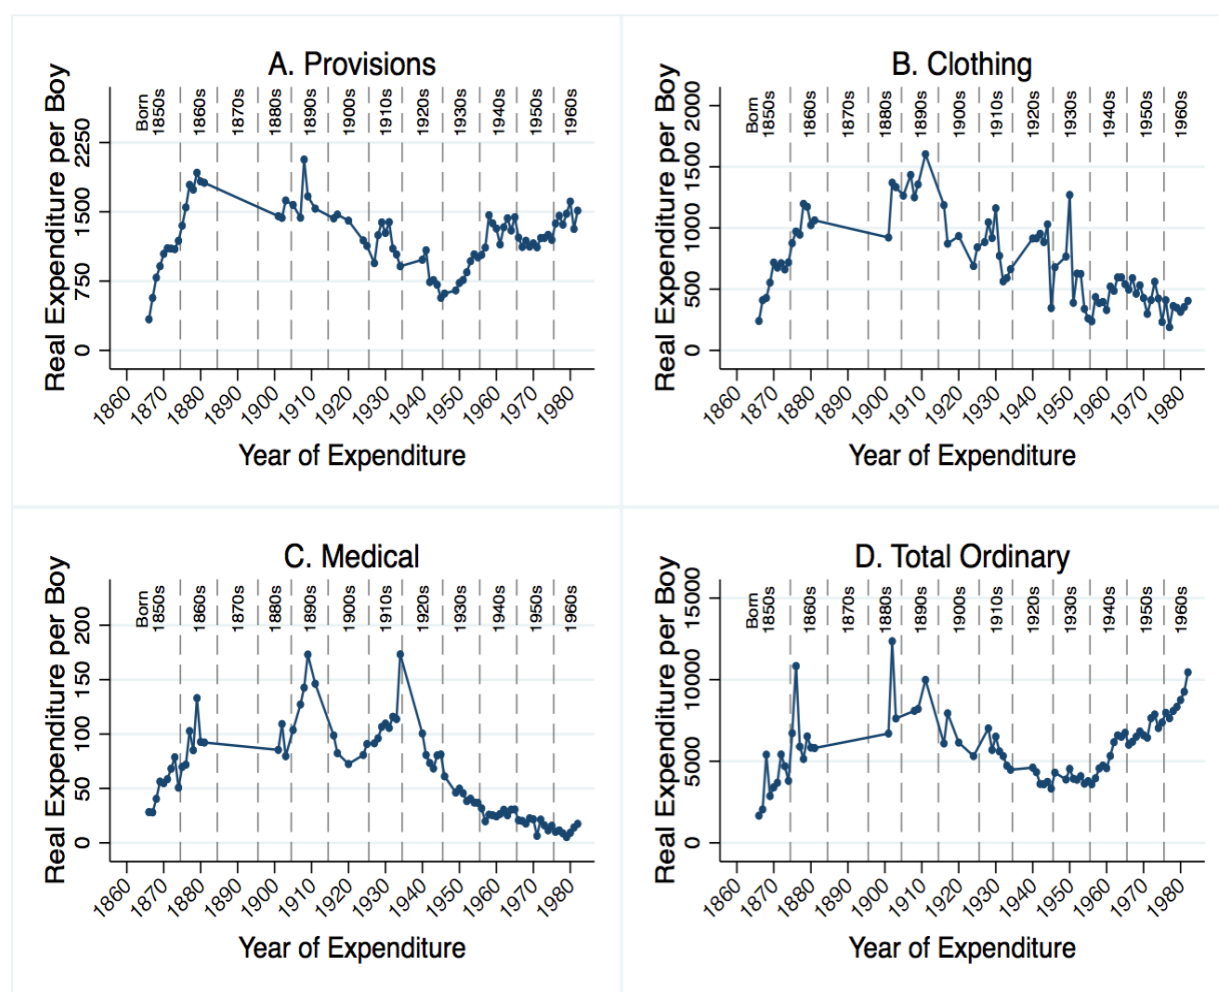 A. Provisions
Real Expenditure per Boy
0 750 1500 2250
Born
1850s 1860s 1870s 1880s 1890s 1900s 1910s 1920s 1930s 1940s 1950s 1960s
1860 1870 1880 1890 1900 1910 1920 1930 1940 1950 1960 1970 1980
Year of Expenditure
B. Clothing
Real Expenditure per Boy
0 500 1000 1500 2000
Born
1850s 1860s 1870s 1880s 1890s 1900s 1910s 1920s 1930s 1940s 1950s 1960s
1860 1870 1880 1890 1900 1910 1920 1930 1940 1950 1960 1970 1980
Year of Expenditure
C. Medical
Real Expenditure per Boy
0 50 100 150 200
Born
1850s 1860s 1870s 1880s 1890s 1900s 1910s 1920s 1930s 1940s 1950s 1960s
1860 1870 1880 1890 1900 1910 1920 1930 1940 1950 1960 1970 1980
Year of Expenditure
D. Total Ordinary
Real Expenditure per Boy
0 5000 10000 15000
Born
1850s 1860s 1870s 1880s 1890s 1900s 1910s 1920s 1930s 1940s 1950s 1960s
1860 1870 1880 1890 1900 1910 1920 1930 1940 1950 1960 1970 1980
Year of Expenditure